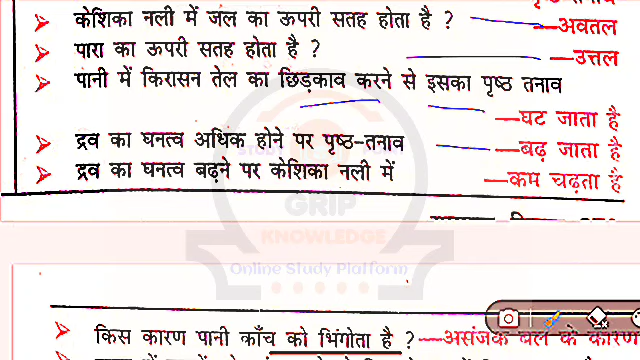 केशिका नली में जल का ऊपरी सतह होता है ? —अवतल
पारा का ऊपरी सतह होता है ? —उत्तल
पानी में किरासन तेल का छिड़काव करने से इसका पृष्ठ तनाव
—घट जाता है
द्रव का घनत्व अधिक होने पर पृष्ठ-तनाव —बढ़ जाता है
द्रव का घनत्व बढ़ने पर केशिका नली में —कम चढ़ता है
STUDY
GRIP
KNOWLEDGE
Online Study Platform
किस कारण पानी काँच को भिंगोता है ? —असंजक बल के कारण